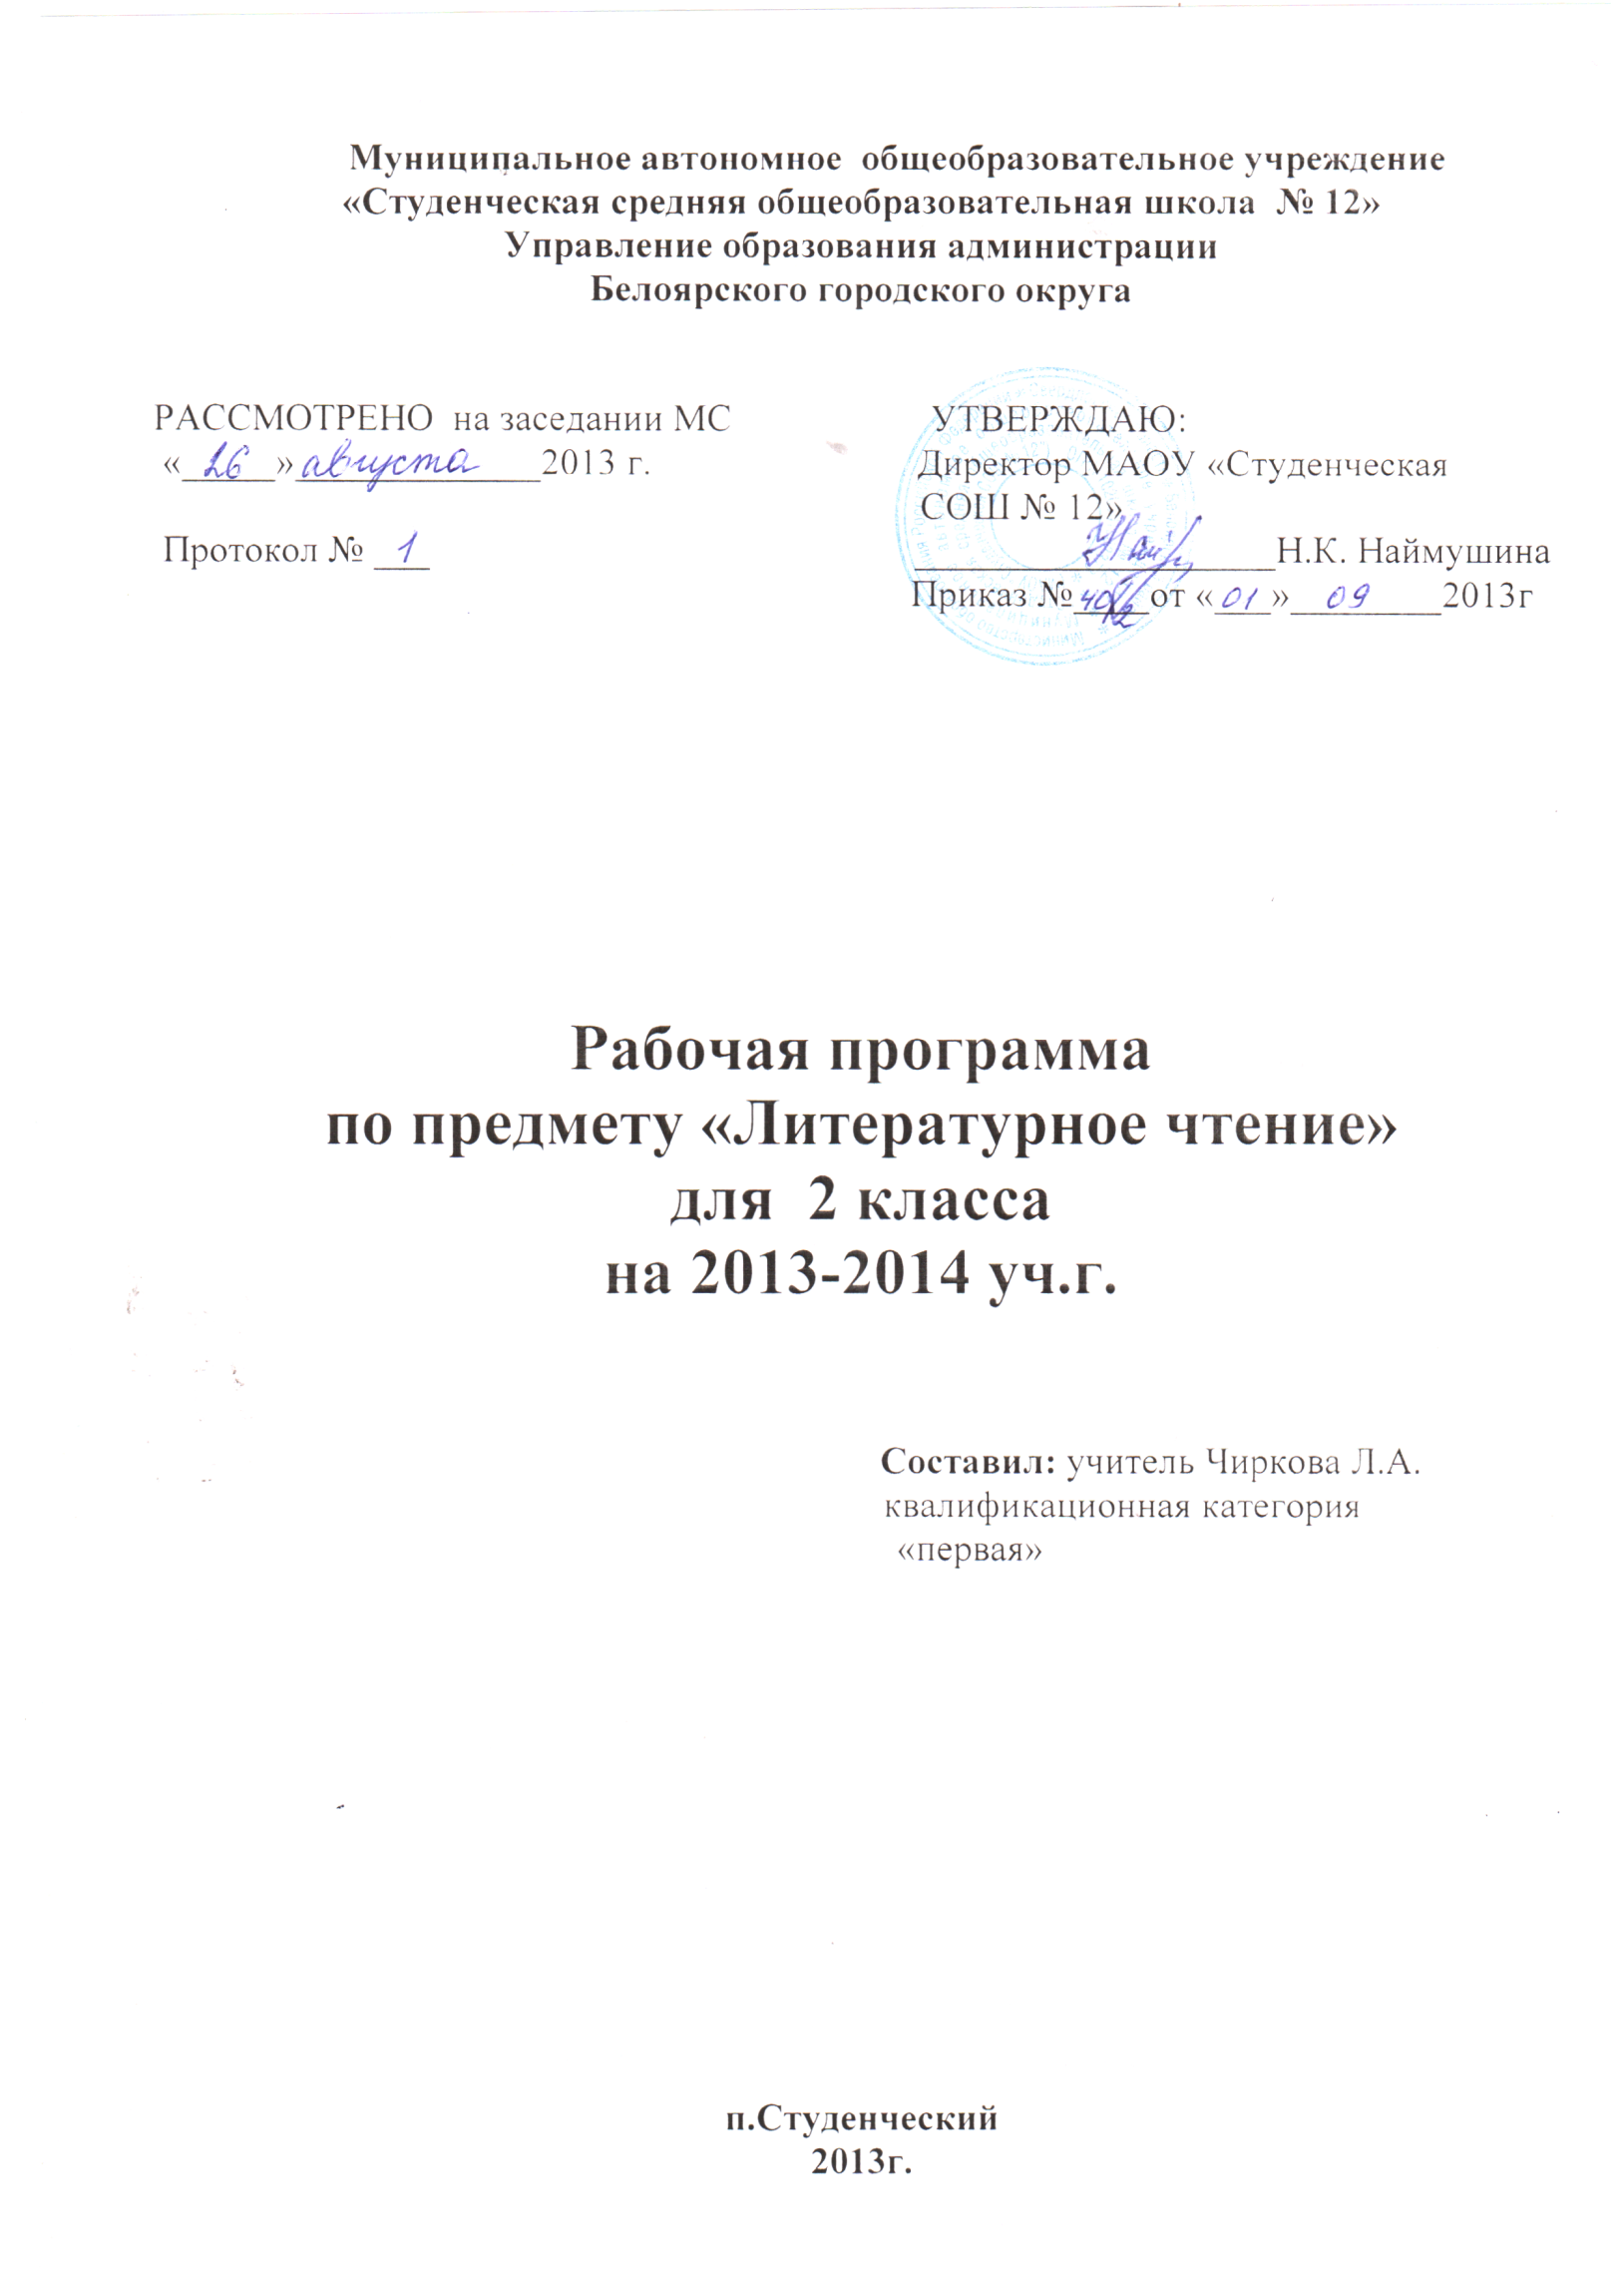 Муниципальное автономное общеобразовательное учреждение
«Студенческая средняя общеобразовательная школа № 12»
Управление образования администрации
Белоярского городского округа
РАССМОТРЕНО на заседании МС
«26» августа 2013 г.
Протокол № 1
УТВЕРЖДАЮ:
Директор МАОУ «Студенческая
СОШ № 12»
Н.К. Наймушина
Приказ № от «01» 09 2013г
Рабочая программа
по предмету «Литературное чтение»
для 2 класса
на 2013-2014 уч.г.
Составил: учитель Чиркова Л.А.
квалификационная категория
«первая»
п.Студенческий
2013г.